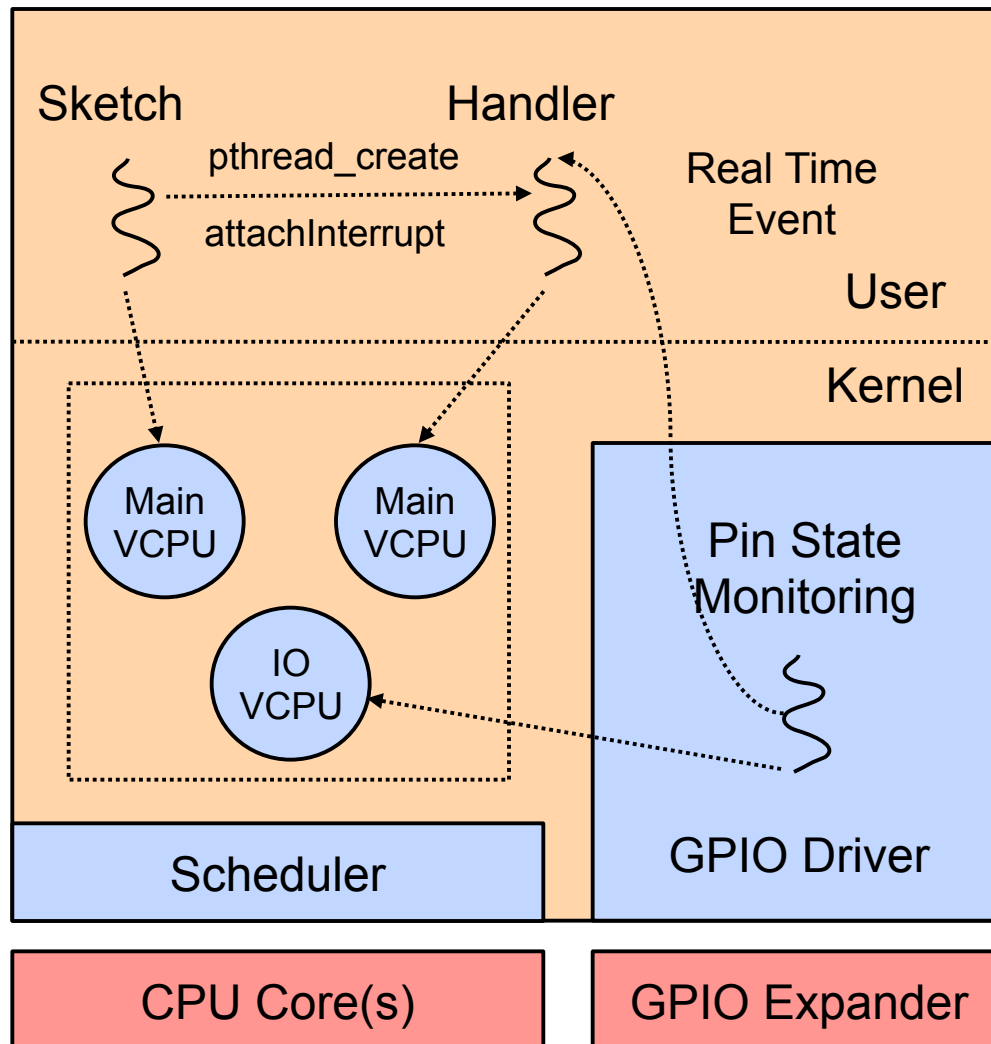 Sketch
Handler
pthread_create
attachInterrupt
Real Time
Event
User
Kernel
Main
VCPU
Main
VCPU
IO
VCPU
Pin State
Monitoring
GPIO Driver
Scheduler
CPU Core(s)
GPIO Expander